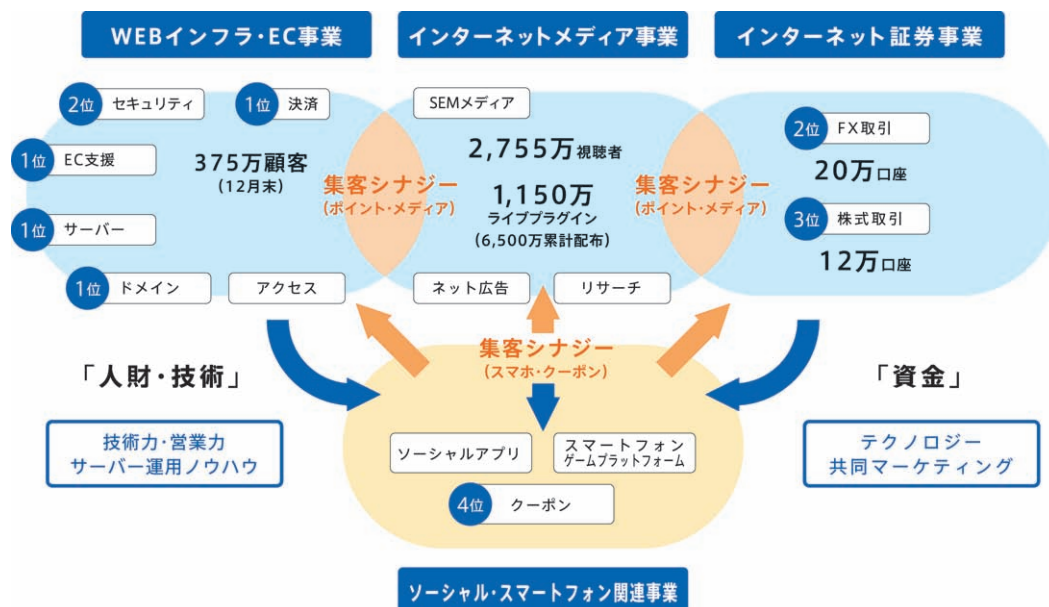 WEBインフラ・EC事業
インターネットメディア事業
インターネット証券事業
2位 セキュリティ
1位 決済
1位 EC支援
375万顧客
(12月末)
1位 サーバー
1位 ドメイン
アクセス
集客シナジー
(ポイント・メディア)
SEMメディア
2,755万視聴者
1,150万
ライブプラグイン
(6,500万累計配布)
ネット広告
リサーチ
集客シナジー
(ポイント・メディア)
2位 FX取引
20万口座
3位 株式取引
12万口座
「人財・技術」
技術力・営業力
サーバー運用ノウハウ
集客シナジー
(スマホ・クーポン)
ソーシャルアプリ
スマートフォン
ゲームプラットフォーム
4位 クーポン
「資金」
テクノロジー
共同マーケティング
ソーシャル・スマートフォン関連事業